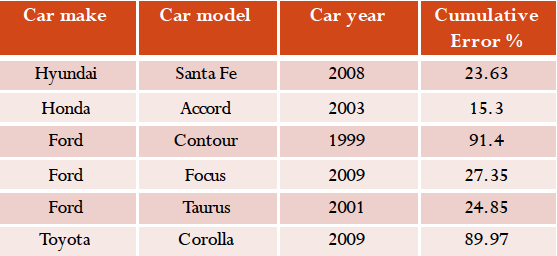 Car make Car model Car year Cumulative
Error %
Hyundai Santa Fe 2008 23.63
Honda Accord 2003 15.3
Ford Contour 1999 91.4
Ford Focus 2009 27.35
Ford Taurus 2001 24.85
Toyota Corolla 2009 89.97